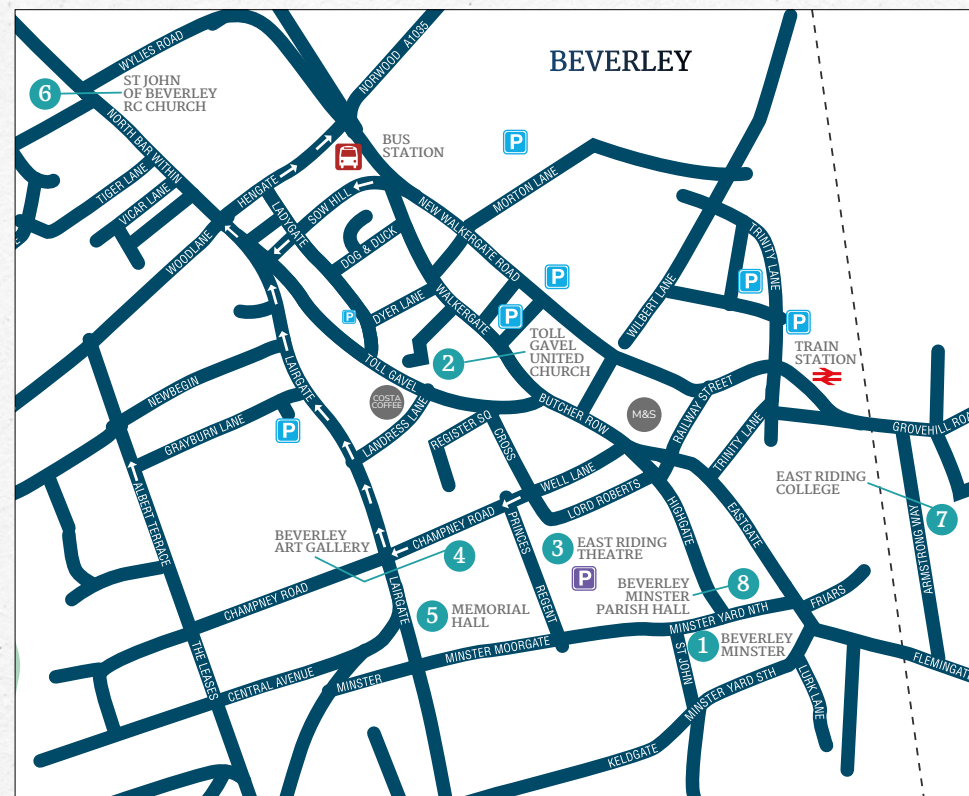 BEVERLEY
WYLIES ROAD
NORWOOD A1035
6
ST JOHN
OF BEVERLEY
RC CHURCH
BUS
STATION
P
NORTH BAR WITHIN
TIGER LANE
VICAR LANE
HENGATE
LADYGATE
SOW HILL
MORTON LANE
NEW WALKERGATE ROAD
WOODLANE
DOG & DUCK
TRINITY LANE
P
P
WILBERT LANE
DYER LANE
WALKERGATE
P
P
P
TOLL
GAVEL
UNITED
CHURCH
2
TRAIN
STATION
LAIRGATE
TOLL GAVEL
NEWBEGIN
COSTA
COFFEE
LANDRESS LANE
BUTCHER ROW
M&S
RAILWAY STREET
GRAYBURN LANE
P
REGISTER SQ
CROSS
TRINITY LANE
GROVEHILL ROA
WELL LANE
LORD ROBERTS
EAST RIDING
COLLEGE
7
ALBERT TERRACE
HIGHGATE
EASTGATE
ARMSTRONG WAY
BEVERLEY
ART GALLERY
4
CHAMPNEY ROAD
PRINCES
REGENT
3
EAST RIDING
THEATRE
P
BEVERLEY
MINSTER
PARISH HALL
8
CHAMPNEY ROAD
LAIRGATE
5
MEMORIAL
HALL
FRIARS
MINSTER YARD NTH
1
BEVERLEY
MINSTER
THE LEASES
MINSTER MOORGATE
ST JOHN
FLEMINGAT
CENTRAL AVENUE
MINSTER
MINSTER YARD STH
LURK LANE
KELDGATE